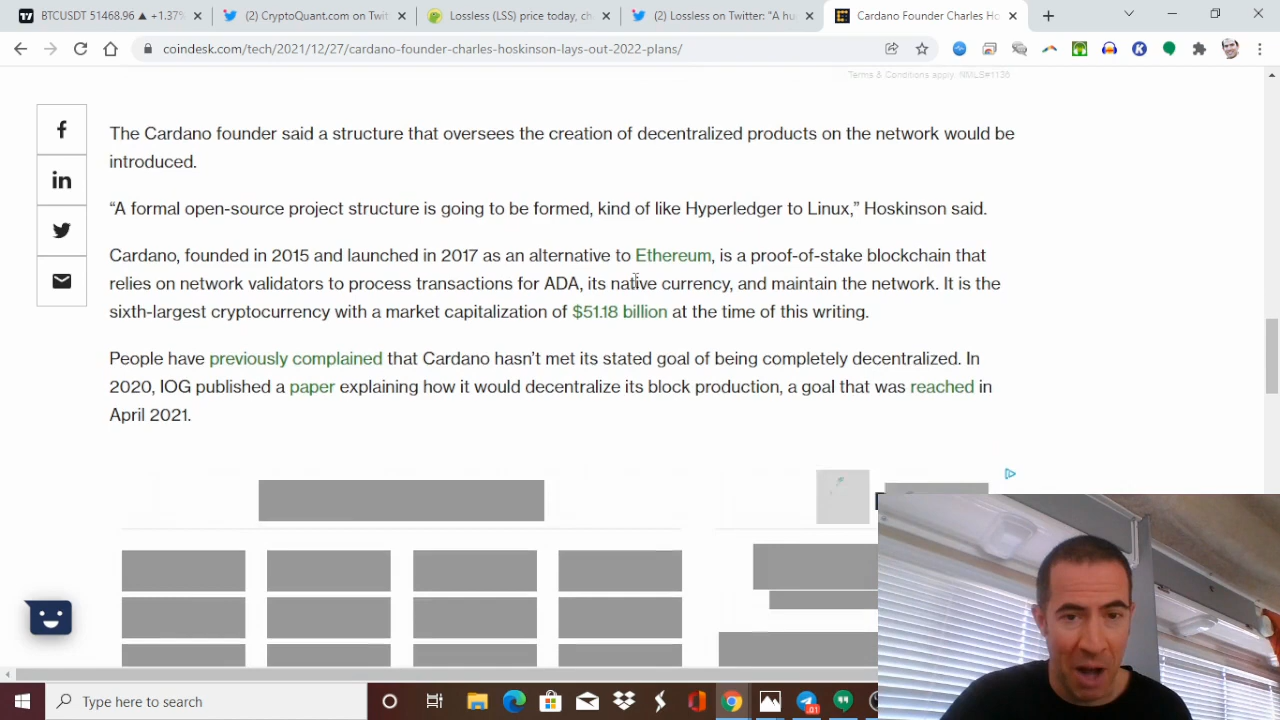 BTCUSDT 51468.96 ▲ +1.37%
(2) CryptoQuant.com on Twit
Lossless (LSS) price today, c
(2) Lossless on Twitter: "A hu
Cardano Founder Charles Ho
coindesk.com/tech/2021/12/27/cardano-founder-charles-hoskinson-lays-out-2022-plans/
Terms & Conditions apply. NMLS#1136
The Cardano founder said a structure that oversees the creation of decentralized products on the network would be
introduced.
“A formal open-source project structure is going to be formed, kind of like Hyperledger to Linux,” Hoskinson said.
Cardano, founded in 2015 and launched in 2017 as an alternative to Ethereum, is a proof-of-stake blockchain that
relies on network validators to process transactions for ADA, its native currency, and maintain the network. It is the
sixth-largest cryptocurrency with a market capitalization of $51.18 billion at the time of this writing.
People have previously complained that Cardano hasn’t met its stated goal of being completely decentralized. In
2020, IOG published a paper explaining how it would decentralize its block production, a goal that was reached in
April 2021.
Type here to search